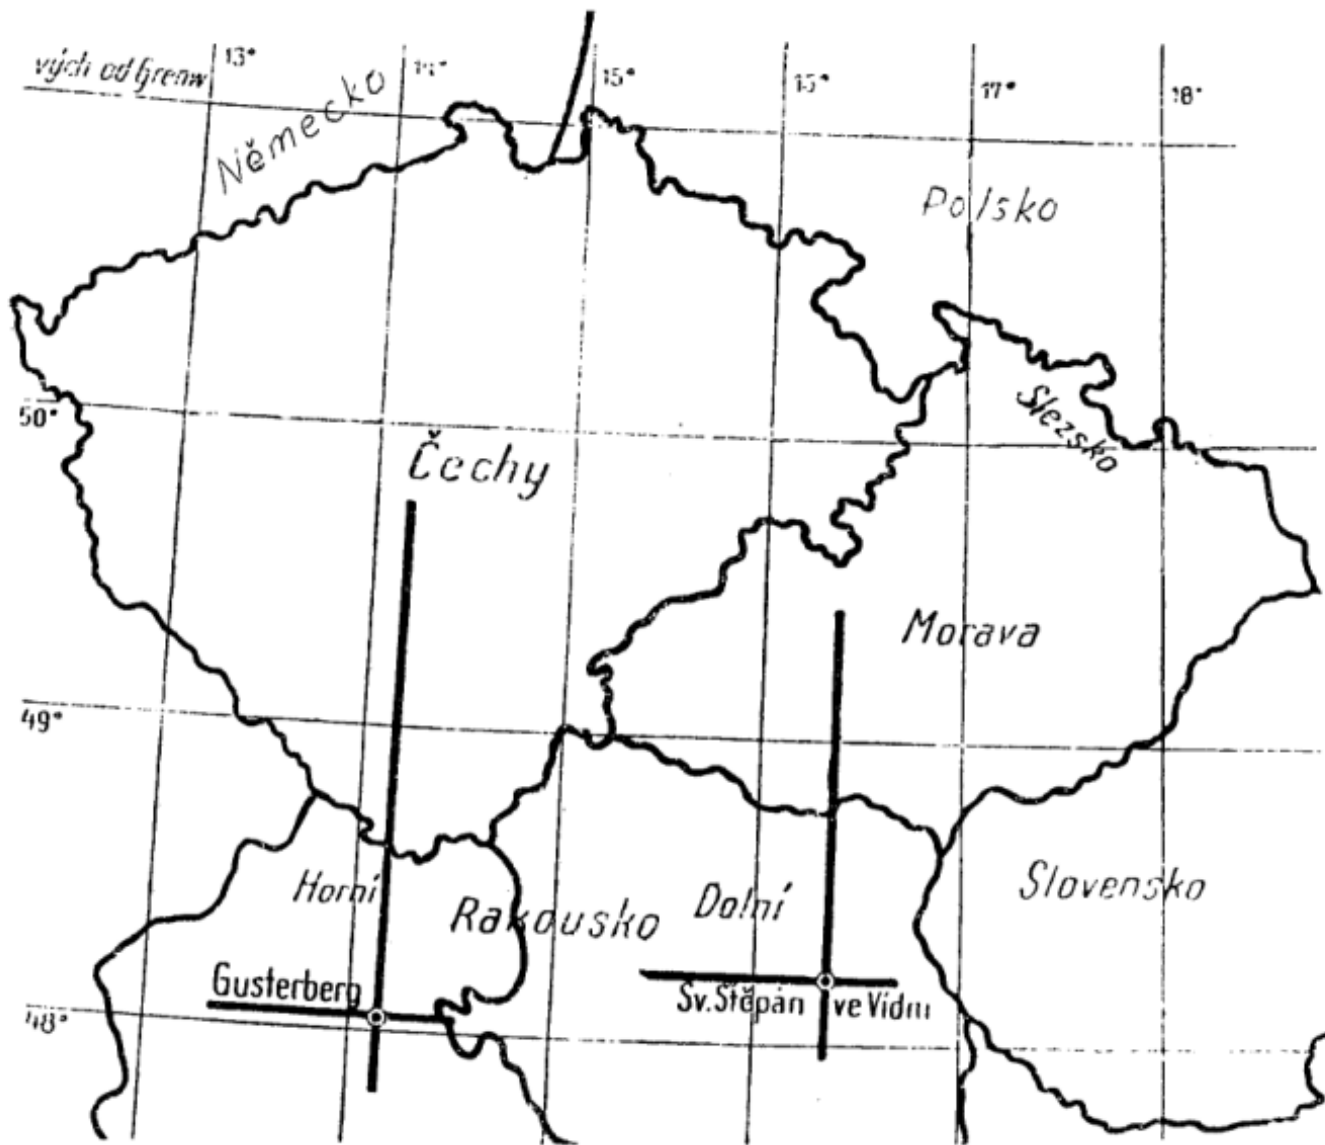 vých od Grenw
13°
14°
15°
15°
17°
18°
Německo
Polsko
Slezsko
50°
Čechy
Morava
49°
Horní
Rakousko
Dolní
Slovensko
Gusterberg
Sv. Štěpán ve Vídni
48°